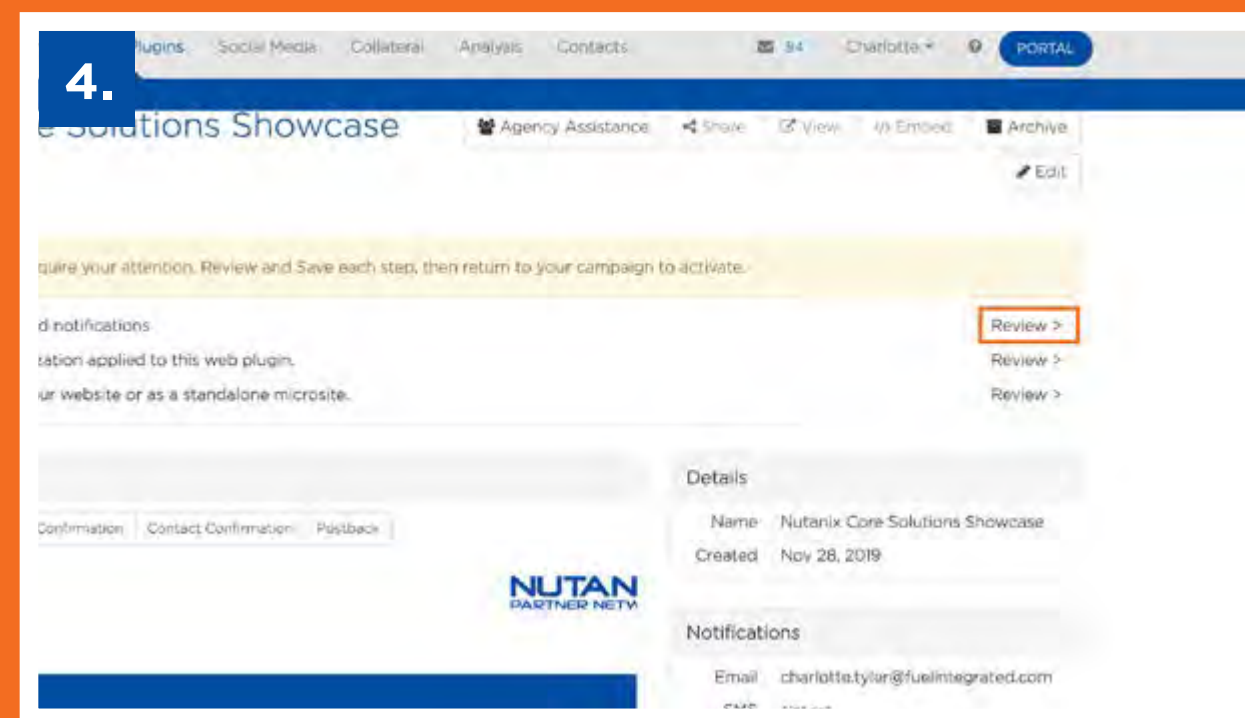 4.
lugins Social Media Collateral Analysis Contacts 94 Charlotte PORTAL
e Solutions Showcase Agency Assistance Share View </> Embed Archive
Edit
quire your attention. Review and Save each step, then return to your campaign to activate.
d notifications Review >
zation applied to this web plugin. Review >
ur website or as a standalone microsite. Review >
Details
Confirmation Contact Confirmation Postback
Name Nutanix Core Solutions Showcase
Created Nov 28, 2019
NUTAN
PARTNER NETW
Notifications
Email charlotte.tyler@fuelintegrated.com
SMS